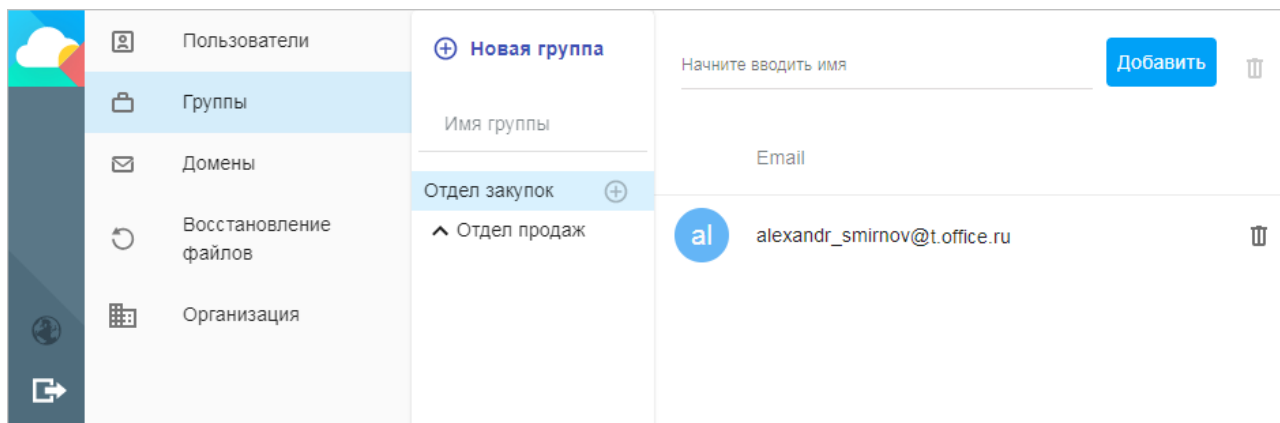 Пользователи
Группы
Домены
Восстановление
файлов
Организация
Новая группа
Имя группы
Отдел закупок
Отдел продаж
Начните вводить имя
Добавить
Email
al
alexandr_smirnov@t.office.ru